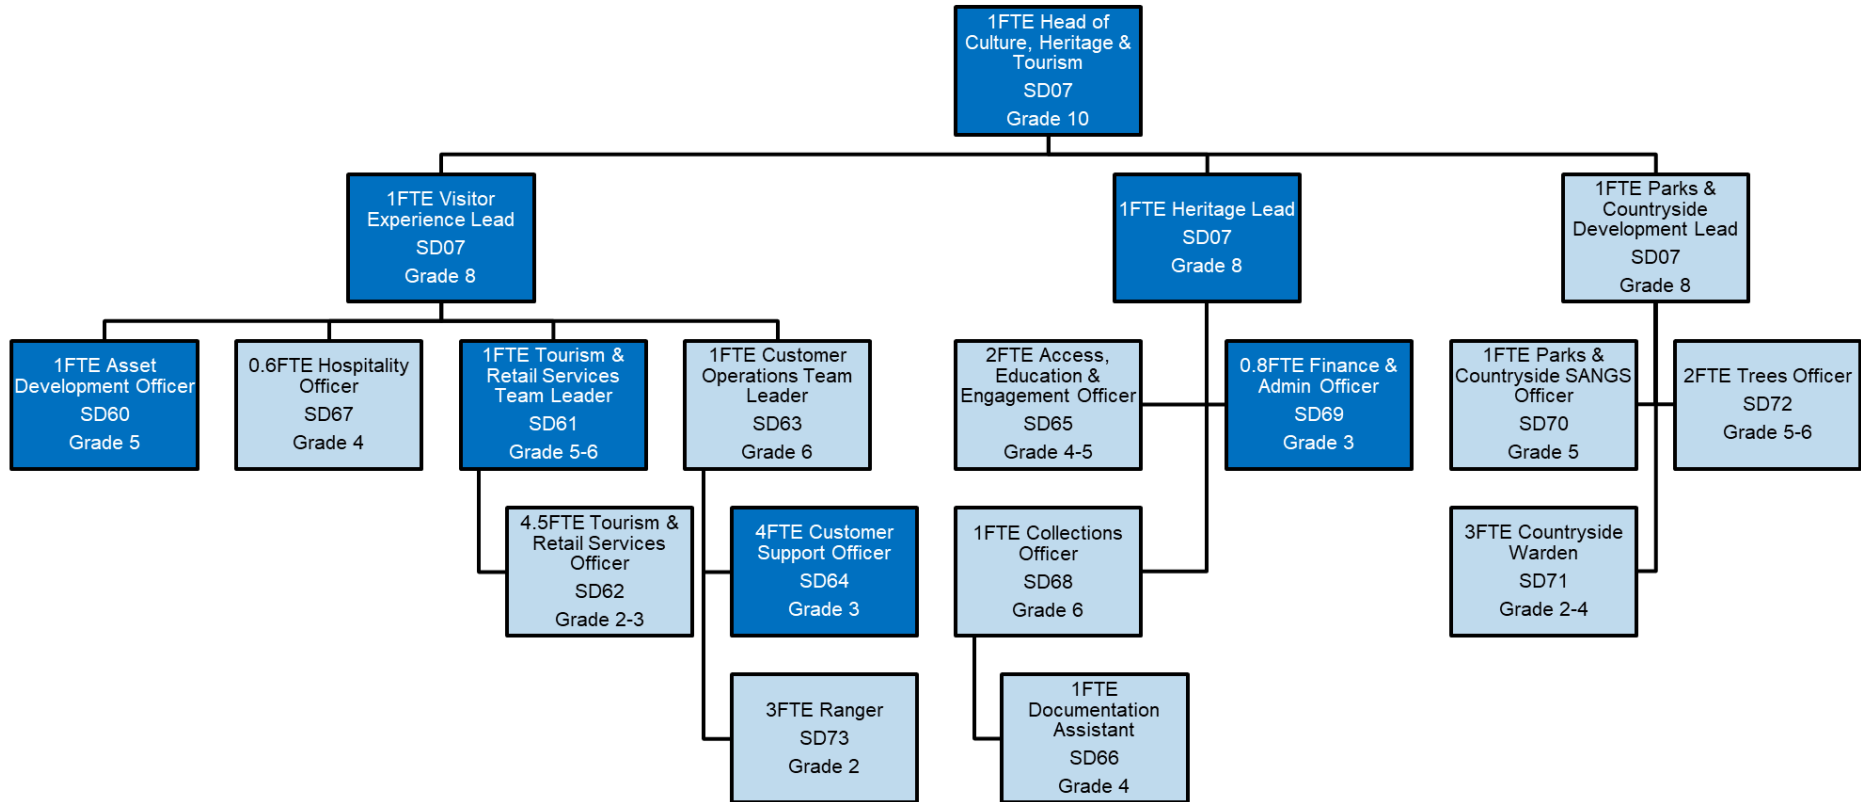 1FTE Head of
Culture, Heritage &
Tourism
SD07
Grade 10
1FTE Visitor
Experience Lead
SD07
Grade 8
1FTE Heritage Lead
SD07
Grade 8
1FTE Parks &
Countryside
Development Lead
SD07
Grade 8
1FTE Asset
Development Officer
SD60
Grade 5
0.6FTE Hospitality
Officer
SD67
Grade 4
1FTE Tourism &
Retail Services
Team Leader
SD61
Grade 5-6
1FTE Customer
Operations Team
Leader
SD63
Grade 6
2FTE Access,
Education &
Engagement Officer
SD65
Grade 4-5
0.8FTE Finance &
Admin Officer
SD69
Grade 3
1FTE Parks &
Countryside SANGS
Officer
SD70
Grade 5
2FTE Trees Officer
SD72
Grade 5-6
4.5FTE Tourism &
Retail Services
Officer
SD62
Grade 2-3
4FTE Customer
Support Officer
SD64
Grade 3
1FTE Collections
Officer
SD68
Grade 6
3FTE Countryside
Warden
SD71
Grade 2-4
3FTE Ranger
SD73
Grade 2
1FTE
Documentation
Assistant
SD66
Grade 4